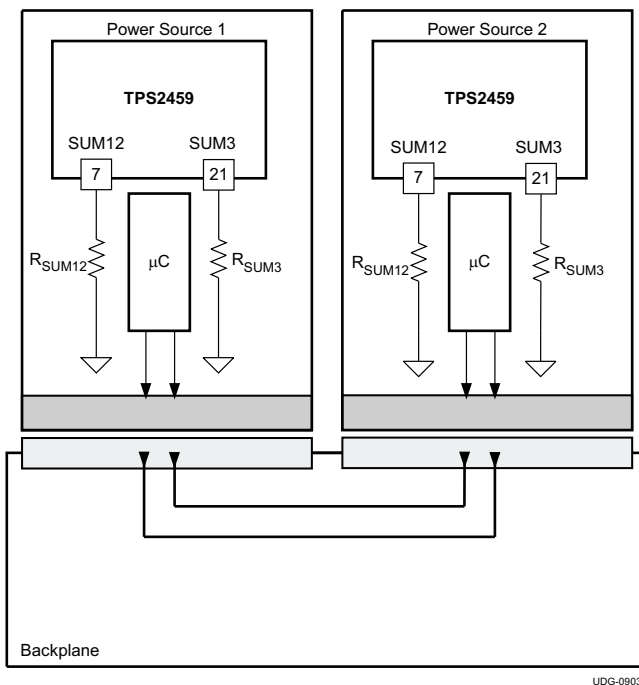 Power Source 1
Power Source 2
TPS2459
TPS2459
SUM12
SUM3
SUM12
SUM3
7
21
7
21
RSUM12
μC
RSUM3
RSUM12
μC
RSUM3
Backplane